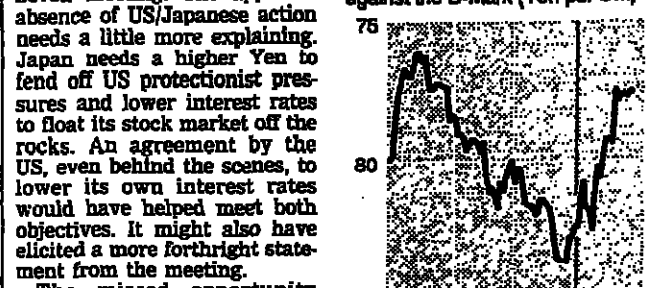 absence of US/Japanese action
needs a little more explaining.
Japan needs a higher Yen to
fend off US protectionist pres-
sures and lower interest rates
to float its stock market off the
rocks. An agreement by the
US, even behind the scenes, to
lower its own interest rates
would have helped meet both
objectives. It might also have
elicited a more forthright state-
ment from the meeting.
The missed opportunity
against the D-Mark (Yen per DM)
75
80